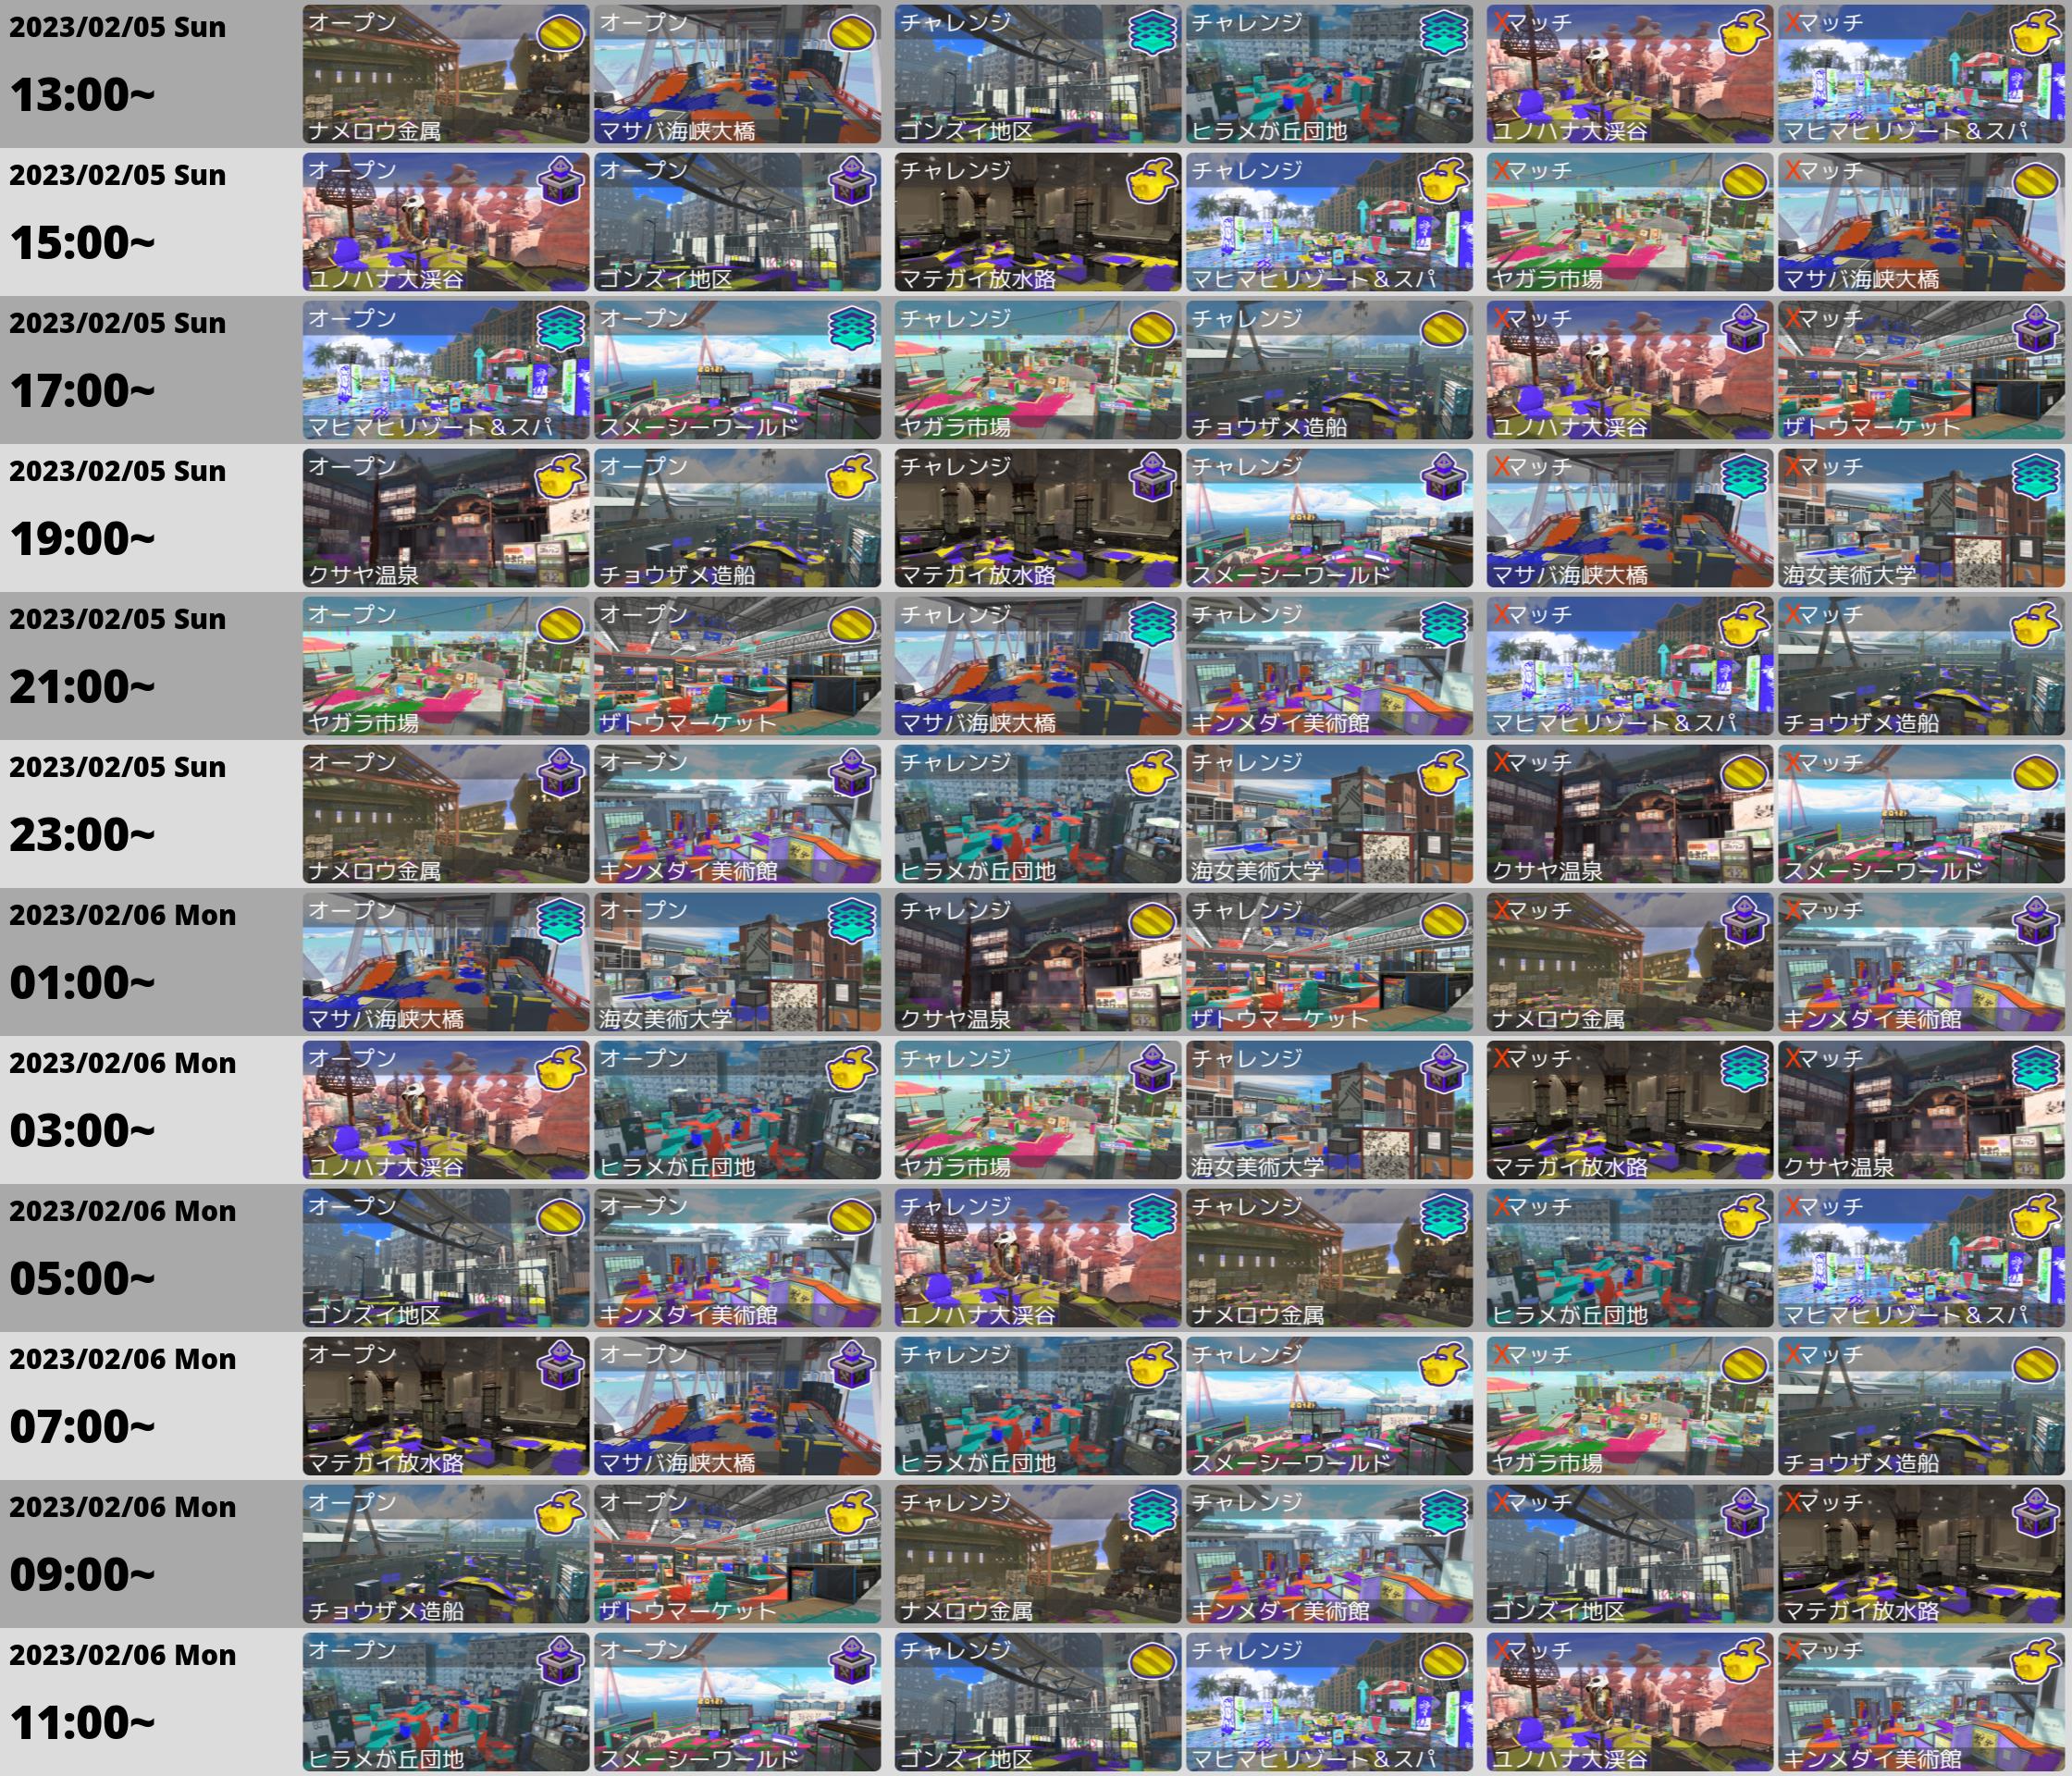 2023/02/05 Sun
13:00~
オープン オープン チャレンジ チャレンジ Xマッチ Xマッチ
ナメロウ金属 マサバ海峡大橋 ゴンズイ地区 ヒラメが丘団地 ユノハナ大渓谷 マヒマヒリゾート＆スパ
2023/02/05 Sun
15:00~
オープン オープン チャレンジ チャレンジ Xマッチ Xマッチ
ユノハナ大渓谷 ゴンズイ地区 マテガイ放水路 マヒマヒリゾート＆スパ ヤガラ市場 マサバ海峡大橋
2023/02/05 Sun
17:00~
オープン オープン チャレンジ チャレンジ Xマッチ Xマッチ
マヒマヒリゾート＆スパ スメーシーワールド ヤガラ市場 チョウザメ造船 ユノハナ大渓谷 ザトウマーケット
2023/02/05 Sun
19:00~
オープン オープン チャレンジ チャレンジ Xマッチ Xマッチ
クサヤ温泉 チョウザメ造船 マテガイ放水路 スメーシーワールド マサバ海峡大橋 海女美術大学
2023/02/05 Sun
21:00~
オープン オープン チャレンジ チャレンジ Xマッチ Xマッチ
ヤガラ市場 ザトウマーケット マサバ海峡大橋 キンメダイ美術館 マヒマヒリゾート＆スパ チョウザメ造船
2023/02/05 Sun
23:00~
オープン オープン チャレンジ チャレンジ Xマッチ Xマッチ
ナメロウ金属 キンメダイ美術館 ヒラメが丘団地 海女美術大学 クサヤ温泉 スメーシーワールド
2023/02/06 Mon
01:00~
オープン オープン チャレンジ チャレンジ Xマッチ Xマッチ
マサバ海峡大橋 海女美術大学 クサヤ温泉 ザトウマーケット ナメロウ金属 キンメダイ美術館
2023/02/06 Mon
03:00~
オープン オープン チャレンジ チャレンジ Xマッチ Xマッチ
ユノハナ大渓谷 ヒラメが丘団地 ヤガラ市場 海女美術大学 マテガイ放水路 クサヤ温泉
2023/02/06 Mon
05:00~
オープン オープン チャレンジ チャレンジ Xマッチ Xマッチ
ゴンズイ地区 キンメダイ美術館 ユノハナ大渓谷 ナメロウ金属 ヒラメが丘団地 マヒマヒリゾート＆スパ
2023/02/06 Mon
07:00~
オープン オープン チャレンジ チャレンジ Xマッチ Xマッチ
マテガイ放水路 マサバ海峡大橋 ヒラメが丘団地 スメーシーワールド ヤガラ市場 チョウザメ造船
2023/02/06 Mon
09:00~
オープン オープン チャレンジ チャレンジ Xマッチ Xマッチ
チョウザメ造船 ザトウマーケット ナメロウ金属 キンメダイ美術館 ゴンズイ地区 マテガイ放水路
2023/02/06 Mon
11:00~
オープン オープン チャレンジ チャレンジ Xマッチ Xマッチ
ヒラメが丘団地 スメーシーワールド ゴンズイ地区 マヒマヒリゾート＆スパ ユノハナ大渓谷 キンメダイ美術館